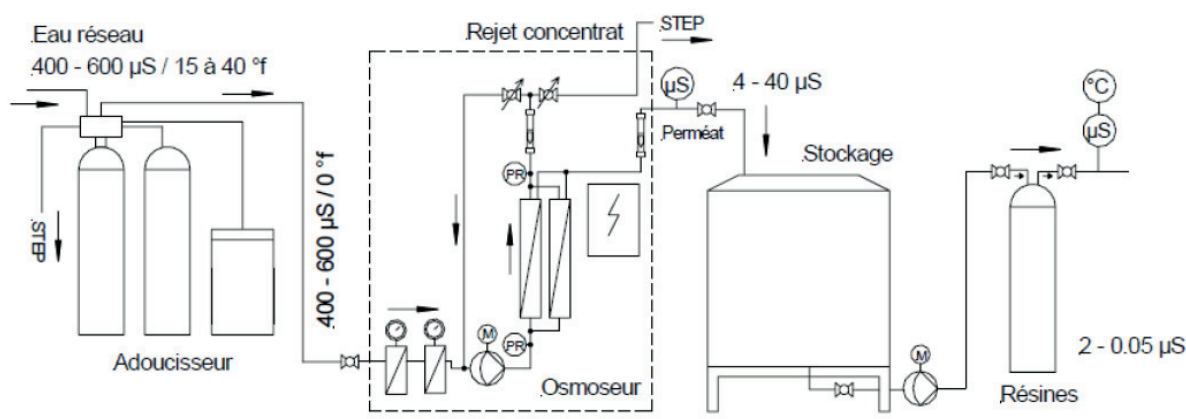 Eau réseau
400 - 600 µS / 15 à 40 °f
STEP
Adoucisseur
400 - 600 µS / 0 °f
Rejet concentrat
STEP
PR
PR
M
Osmoseur
µS
4 - 40 µS
Perméat
Stockage
M
°C
µS
2 - 0.05 µS
Résines